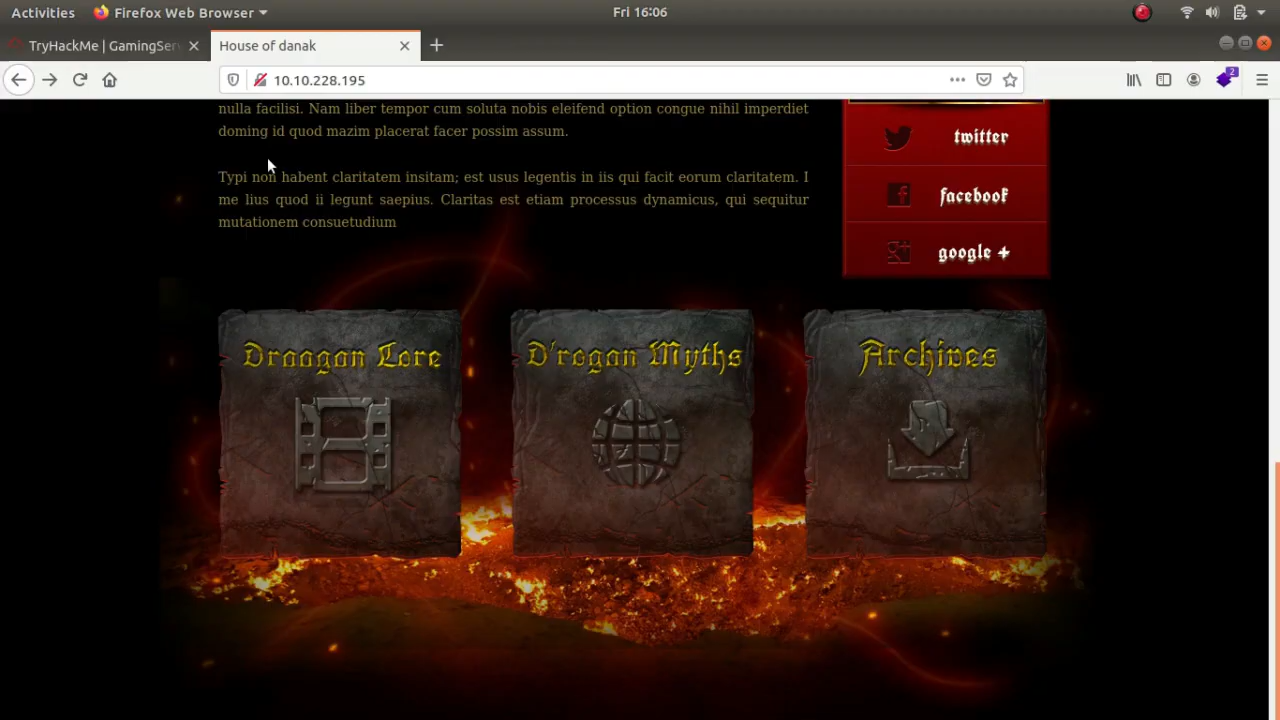 Activities
Firefox Web Browser
Fri 16:06
TryHackMe | GamingSer
House of danak
10.10.228.195
2
nulla facilisi. Nam liber tempor cum soluta nobis eleifend option congue nihil imperdiet
doming id quod mazim placerat facer possim assum.
Typi non habent claritatem insitam; est usus legentis in iis qui facit eorum claritatem. I
me lius quod ii legunt saepius. Claritas est etiam processus dynamicus, qui sequitur
mutationem consuetudium
twitter
facebook
google +
Draagan Lore
D'rogan Myths
Archives